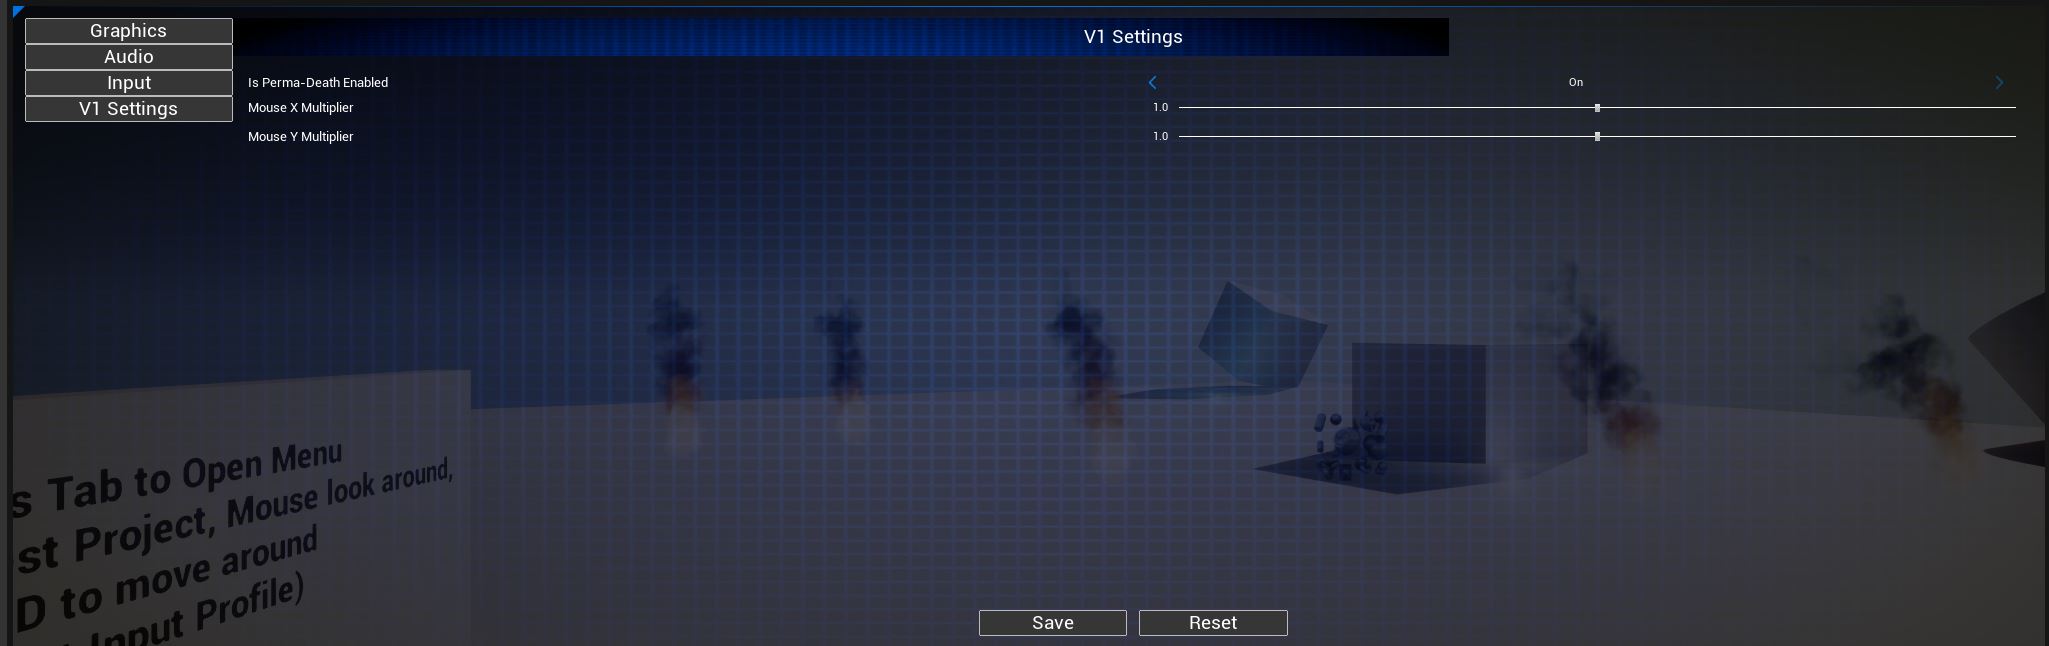 Graphics
Audio
Input
V1 Settings
V1 Settings
Is Perma-Death Enabled
On
Mouse X Multiplier
1.0
Mouse Y Multiplier
1.0
s Tab to Open Menu
st Project, Mouse look around,
D to move around
Input Profile)
Save
Reset